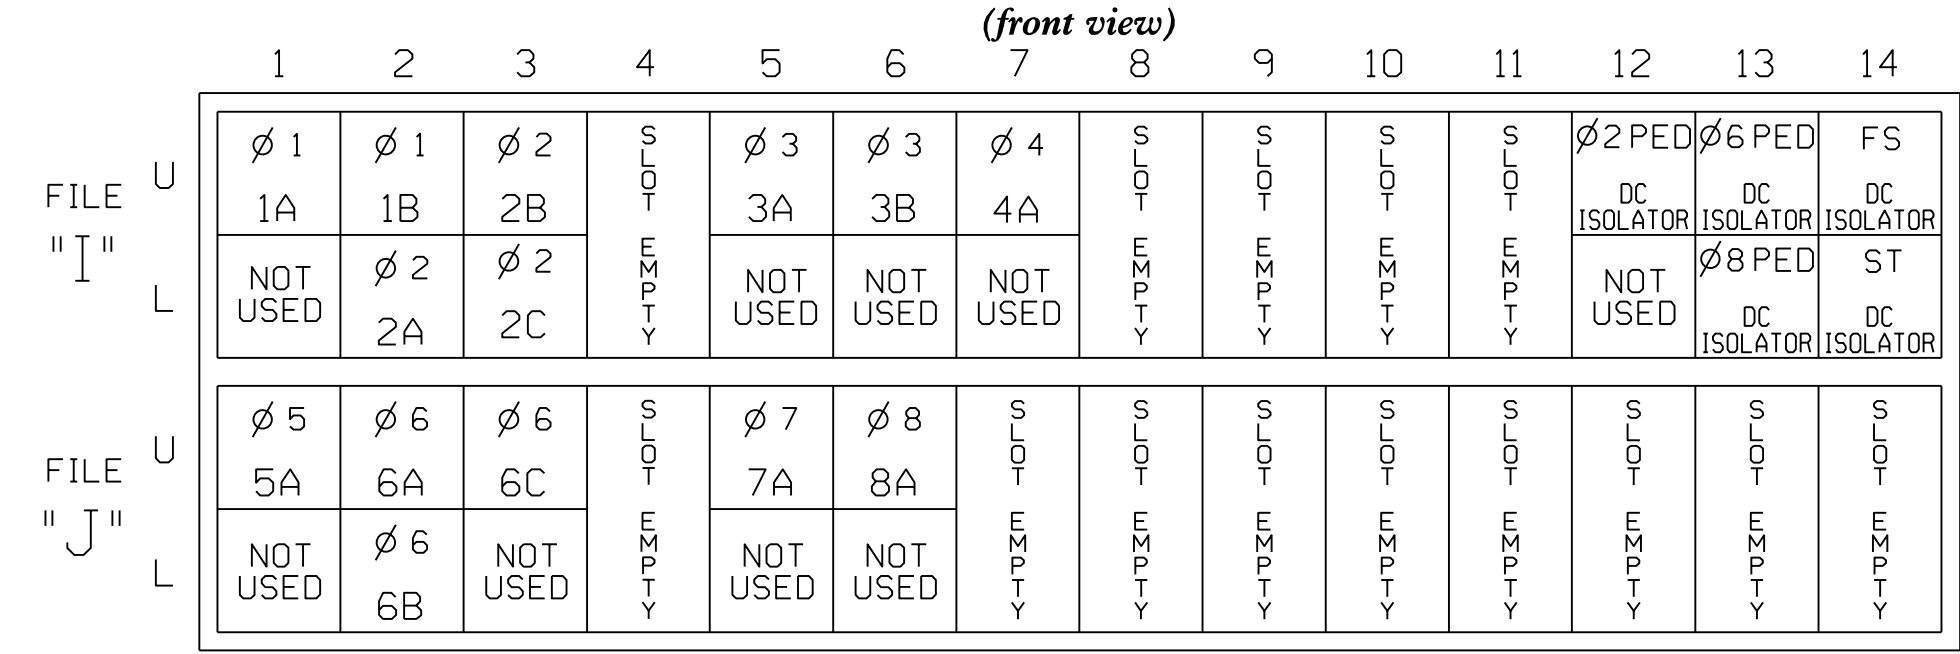 (front view)
1 2 3 4 5 6 7 8 9 10 11 12 13 14
FILE "I"
U
Ø 1 1A
Ø 1 1B
Ø 2 2B
SLOT EMPTY
Ø 3 3A
Ø 3 3B
Ø 4 4A
SLOT EMPTY
SLOT EMPTY
SLOT EMPTY
SLOT EMPTY
Ø2 PED DC ISOLATOR
Ø6 PED DC ISOLATOR
FS DC ISOLATOR
L
NOT USED
Ø 2 2A
Ø 2 2C
NOT USED
NOT USED
NOT USED
NOT USED
Ø8 PED DC ISOLATOR
ST DC ISOLATOR
FILE "J"
U
Ø 5 5A
Ø 6 6A
Ø 6 6C
SLOT EMPTY
Ø 7 7A
Ø 8 8A
SLOT EMPTY
SLOT EMPTY
SLOT EMPTY
SLOT EMPTY
SLOT EMPTY
SLOT EMPTY
SLOT EMPTY
SLOT EMPTY
L
NOT USED
Ø 6 6B
NOT USED
NOT USED
NOT USED